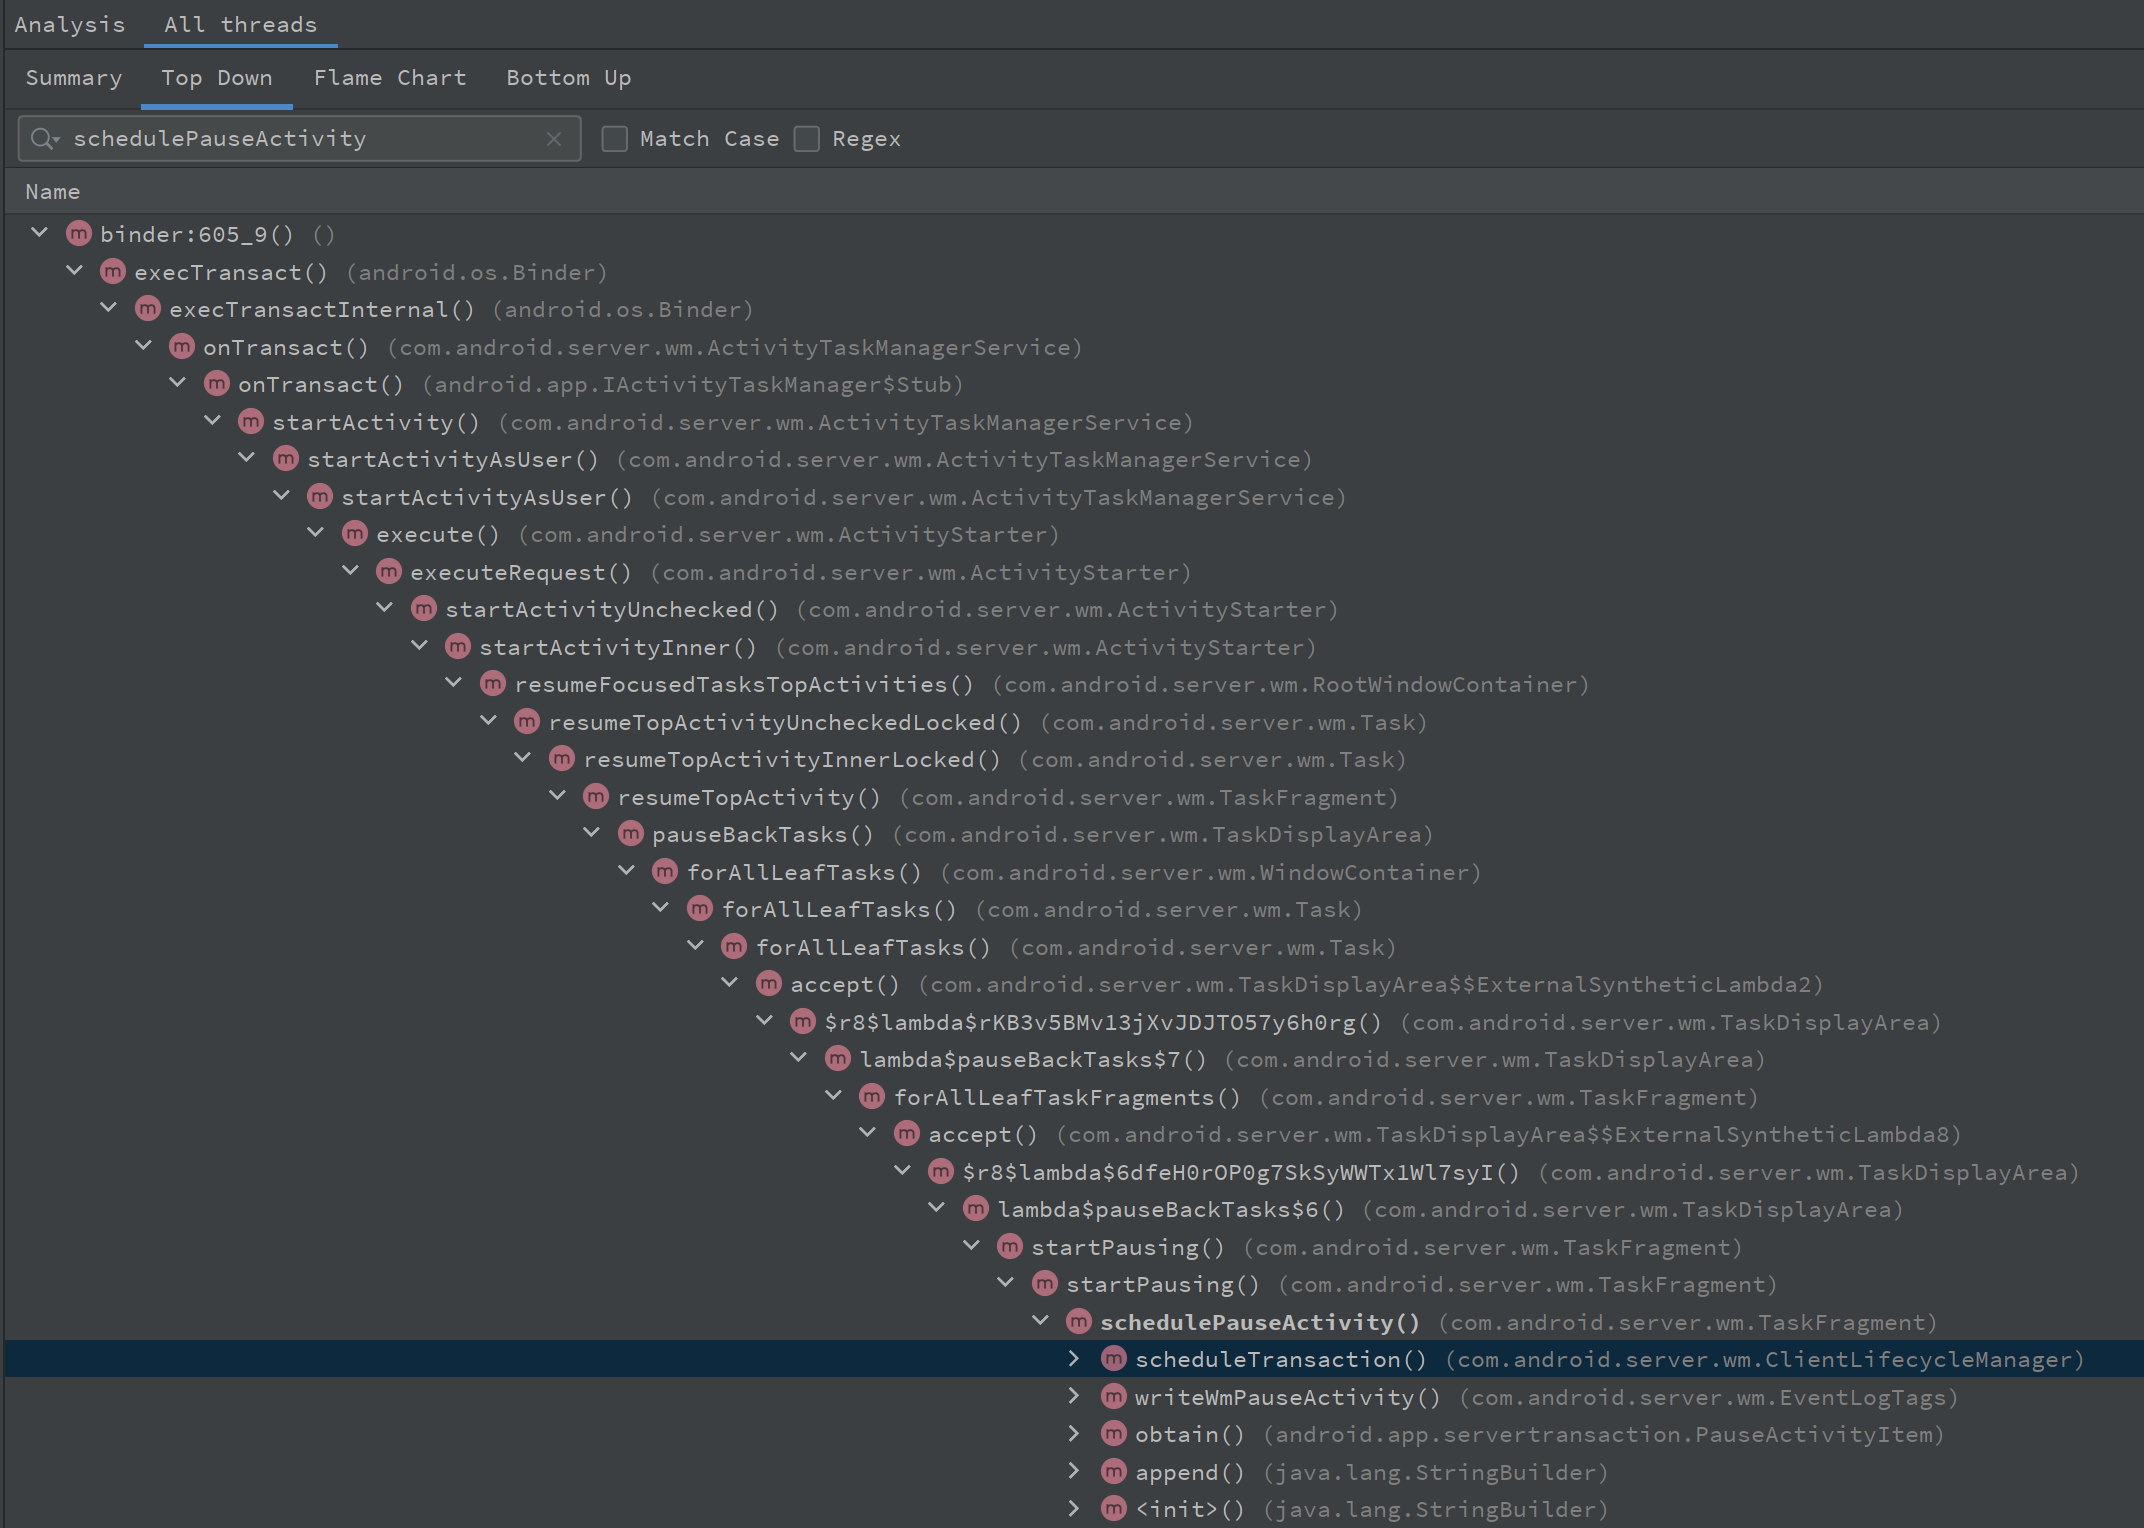 Analysis All threads
Summary Top Down Flame Chart Bottom Up
schedulePauseActivity Match Case Regex
Name
m binder:605_9() ()
m execTransact() (android.os.Binder)
m execTransactInternal() (android.os.Binder)
m onTransact() (com.android.server.wm.ActivityTaskManagerService)
m onTransact() (android.app.IActivityTaskManager$Stub)
m startActivity() (com.android.server.wm.ActivityTaskManagerService)
m startActivityAsUser() (com.android.server.wm.ActivityTaskManagerService)
m startActivityAsUser() (com.android.server.wm.ActivityTaskManagerService)
m execute() (com.android.server.wm.ActivityStarter)
m executeRequest() (com.android.server.wm.ActivityStarter)
m startActivityUnchecked() (com.android.server.wm.ActivityStarter)
m startActivityInner() (com.android.server.wm.ActivityStarter)
m resumeFocusedTasksTopActivities() (com.android.server.wm.RootWindowContainer)
m resumeTopActivityUncheckedLocked() (com.android.server.wm.Task)
m resumeTopActivityInnerLocked() (com.android.server.wm.Task)
m resumeTopActivity() (com.android.server.wm.TaskFragment)
m pauseBackTasks() (com.android.server.wm.TaskDisplayArea)
m forAllLeafTasks() (com.android.server.wm.WindowContainer)
m forAllLeafTasks() (com.android.server.wm.Task)
m forAllLeafTasks() (com.android.server.wm.Task)
m accept() (com.android.server.wm.TaskDisplayArea$$ExternalSyntheticLambda2)
m $r8$lambda$rKB3v5BMv13jXvJDJTO57y6h0rg() (com.android.server.wm.TaskDisplayArea)
m lambda$pauseBackTasks$7() (com.android.server.wm.TaskDisplayArea)
m forAllLeafTaskFragments() (com.android.server.wm.TaskFragment)
m accept() (com.android.server.wm.TaskDisplayArea$$ExternalSyntheticLambda8)
m $r8$lambda$6dfeH0rOP0g7SkSyWWTx1Wl7syI() (com.android.server.wm.TaskDisplayArea)
m lambda$pauseBackTasks$6() (com.android.server.wm.TaskDisplayArea)
m startPausing() (com.android.server.wm.TaskFragment)
m startPausing() (com.android.server.wm.TaskFragment)
m schedulePauseActivity() (com.android.server.wm.TaskFragment)
m scheduleTransaction() (com.android.server.wm.ClientLifecycleManager)
m writeWmPauseActivity() (com.android.server.wm.EventLogTags)
m obtain() (android.app.servertransaction.PauseActivityItem)
m append() (java.lang.StringBuilder)
m <init>() (java.lang.StringBuilder)